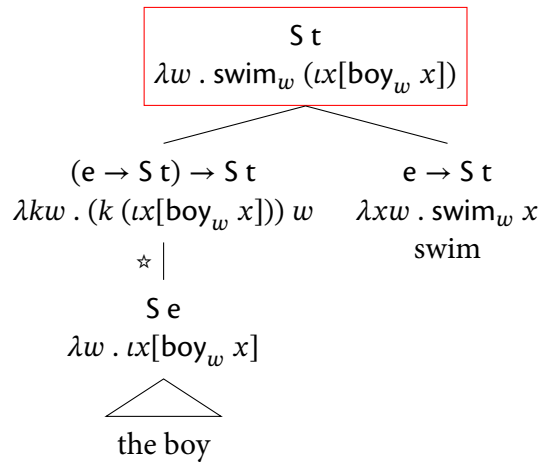 S t
λw . swim_w (ιx[boy_w x])
(e → S t) → S t
e → S t
λkw . (k (ιx[boy_w x])) w
λxw . swim_w x
swim
☆
S e
λw . ιx[boy_w x]
the boy